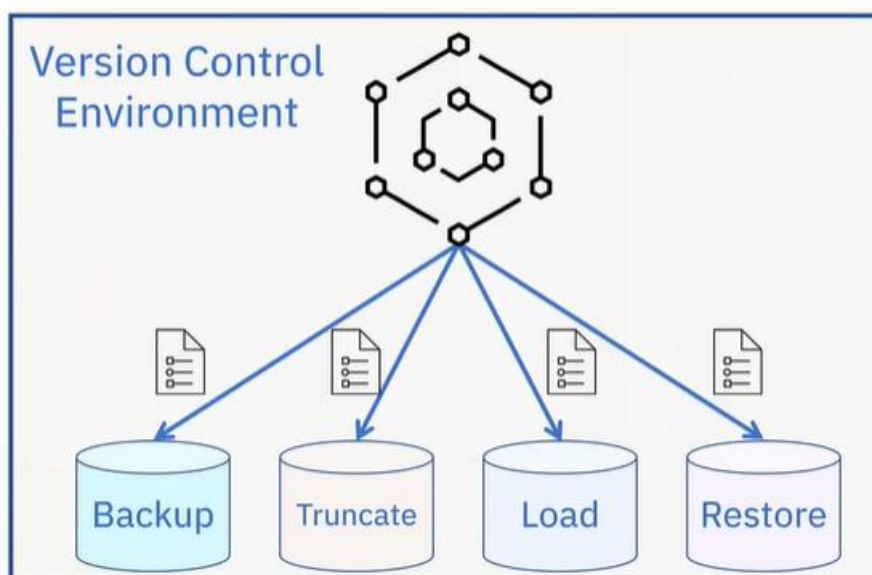 Version Control
Environment
Backup
Truncate
Load
Restore